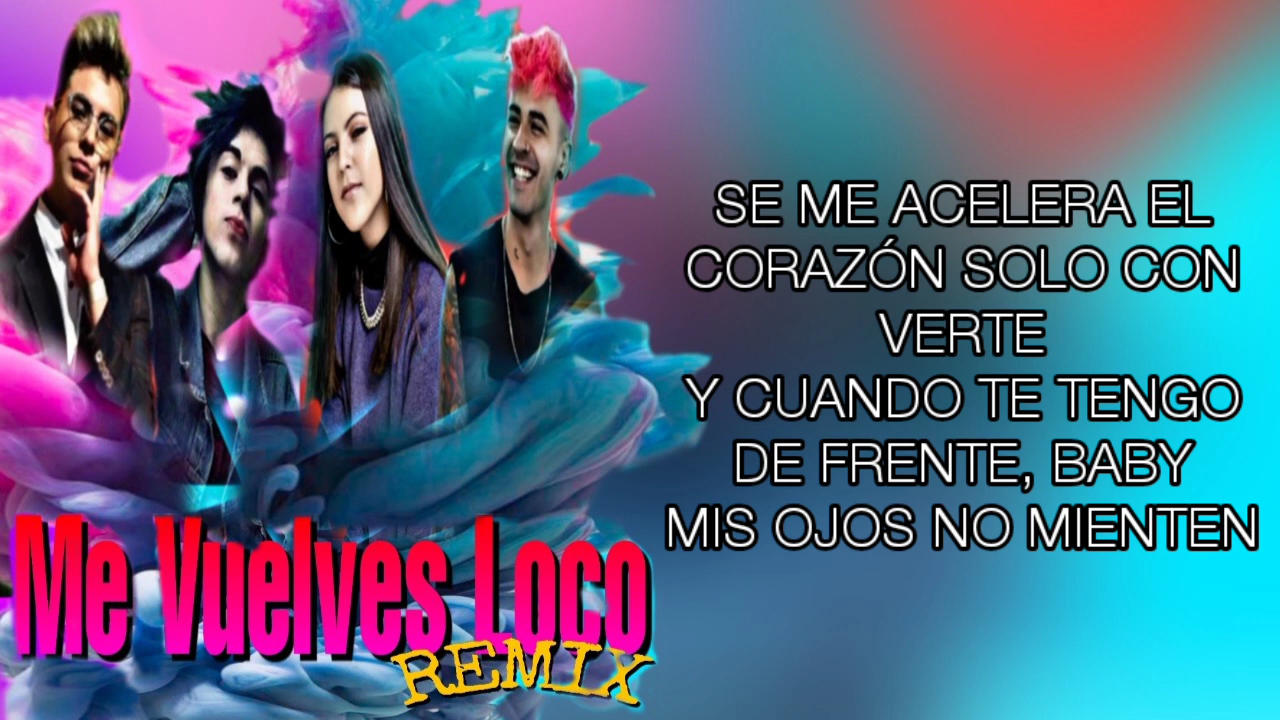 SE ME ACELERA EL
CORAZÓN SOLO CON
VERTE
Y CUANDO TE TENGO
DE FRENTE, BABY
MIS OJOS NO MIENTEN
Me Vuelves Loco
REMIX